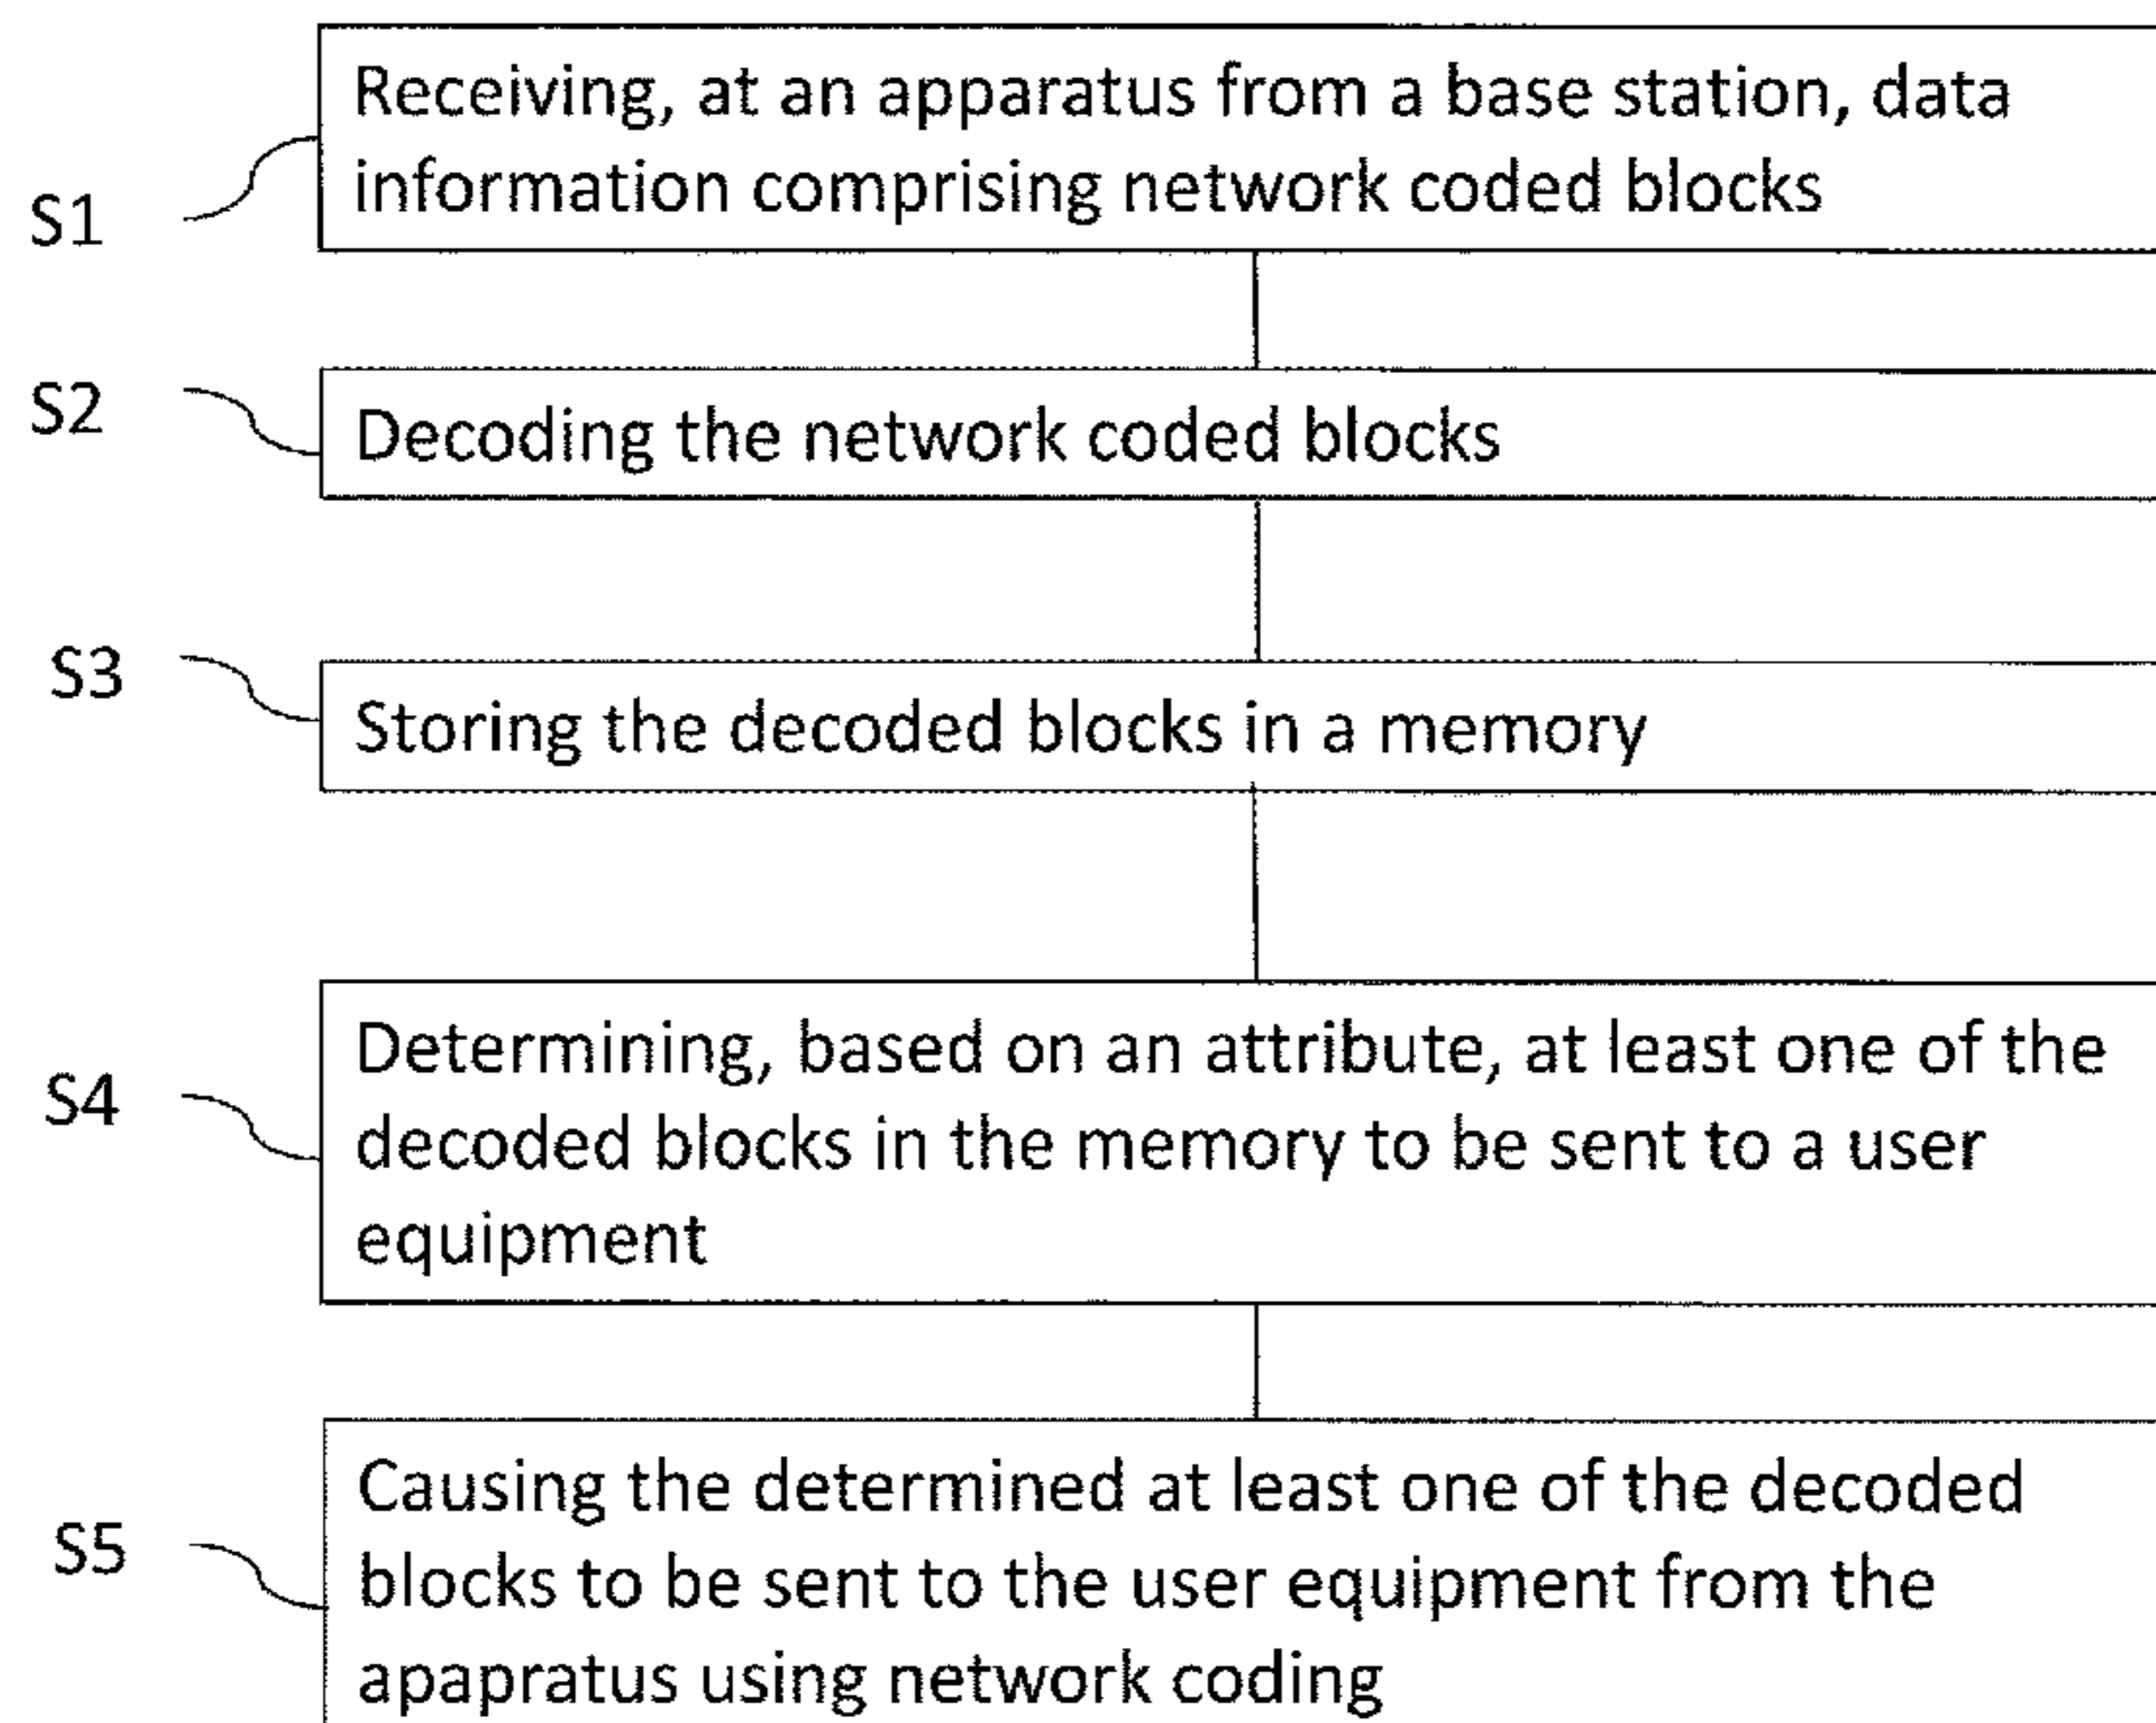 Receiving, at an apparatus from a base station, data
information comprising network coded blocks
S1
S2
Decoding the network coded blocks
S3
Storing the decoded blocks in a memory
Determining, based on an attribute, at least one of the
S4
decoded blocks in the memory to be sent to a user
equipment
Causing the determined at least one of the decoded
S5
blocks to be sent to the user equipment from the
apapratus using network coding